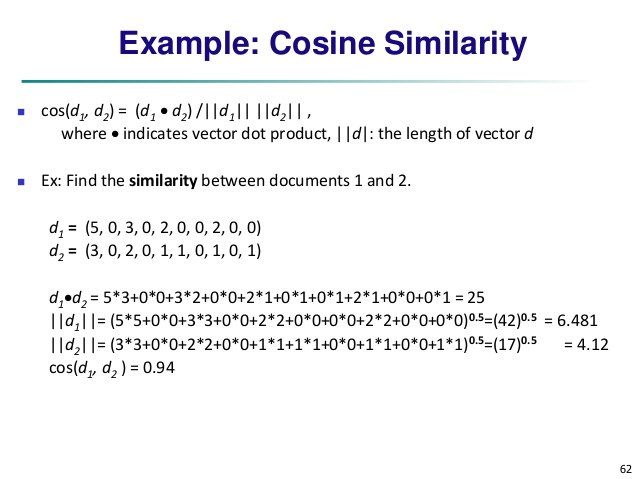 Example: Cosine Similarity
cos(d1, d2) = (d1 • d2) /||d1|| ||d2|| ,
where • indicates vector dot product, ||d|: the length of vector d
Ex: Find the similarity between documents 1 and 2.
d1 = (5, 0, 3, 0, 2, 0, 0, 2, 0, 0)
d2 = (3, 0, 2, 0, 1, 1, 0, 1, 0, 1)
d1•d2 = 5*3+0*0+3*2+0*0+2*1+0*1+0*1+2*1+0*0+0*1 = 25
||d1||= (5*5+0*0+3*3+0*0+2*2+0*0+0*0+2*2+0*0+0*0)0.5=(42)0.5 = 6.481
||d2||= (3*3+0*0+2*2+0*0+1*1+1*1+0*0+1*1+0*0+1*1)0.5=(17)0.5 = 4.12
cos(d1, d2 ) = 0.94
62